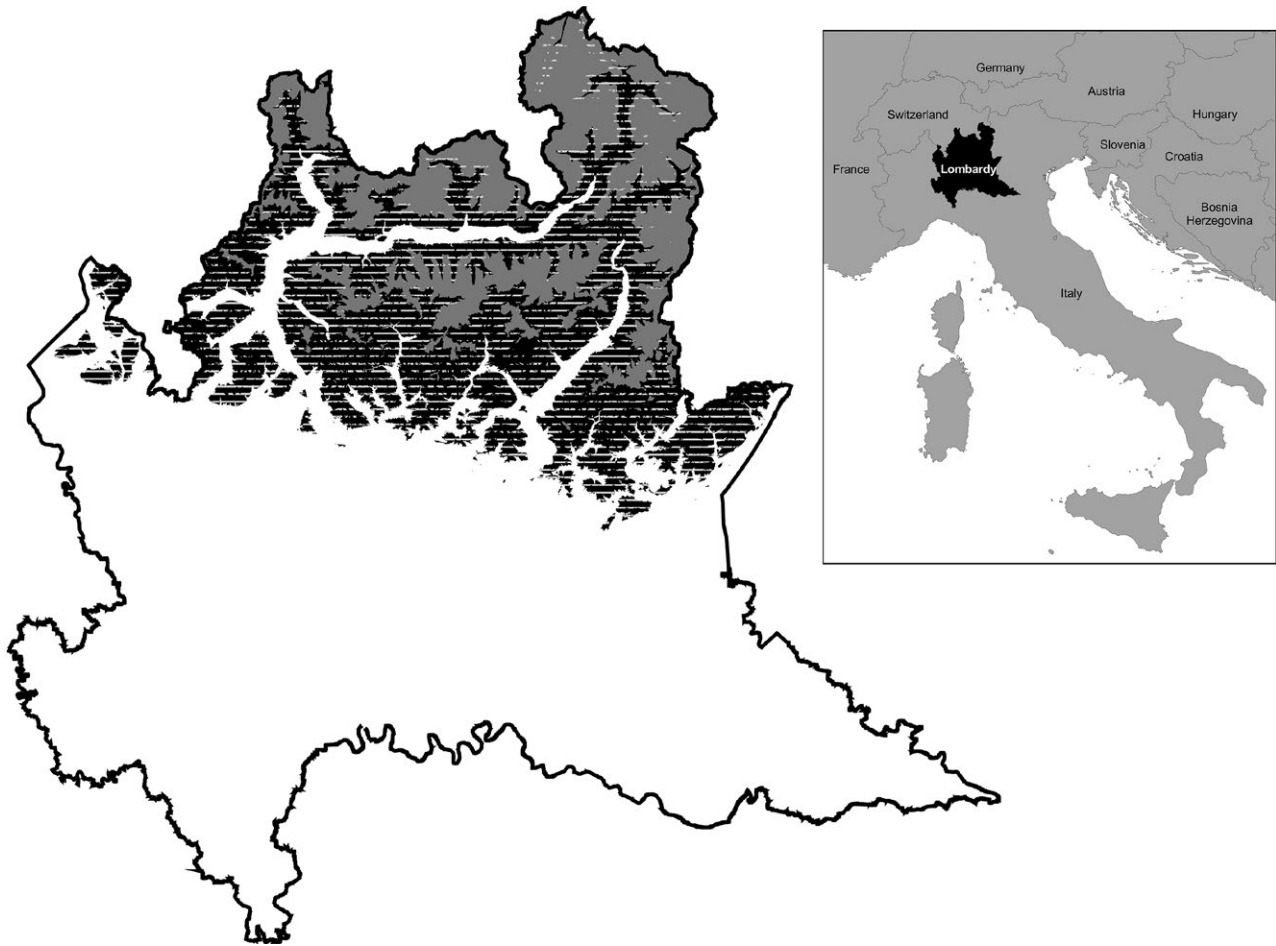 Germany
Austria
Switzerland
Hungary
Slovenia
France
Lombardy
Croatia
Bosnia
Herzegovina
Italy